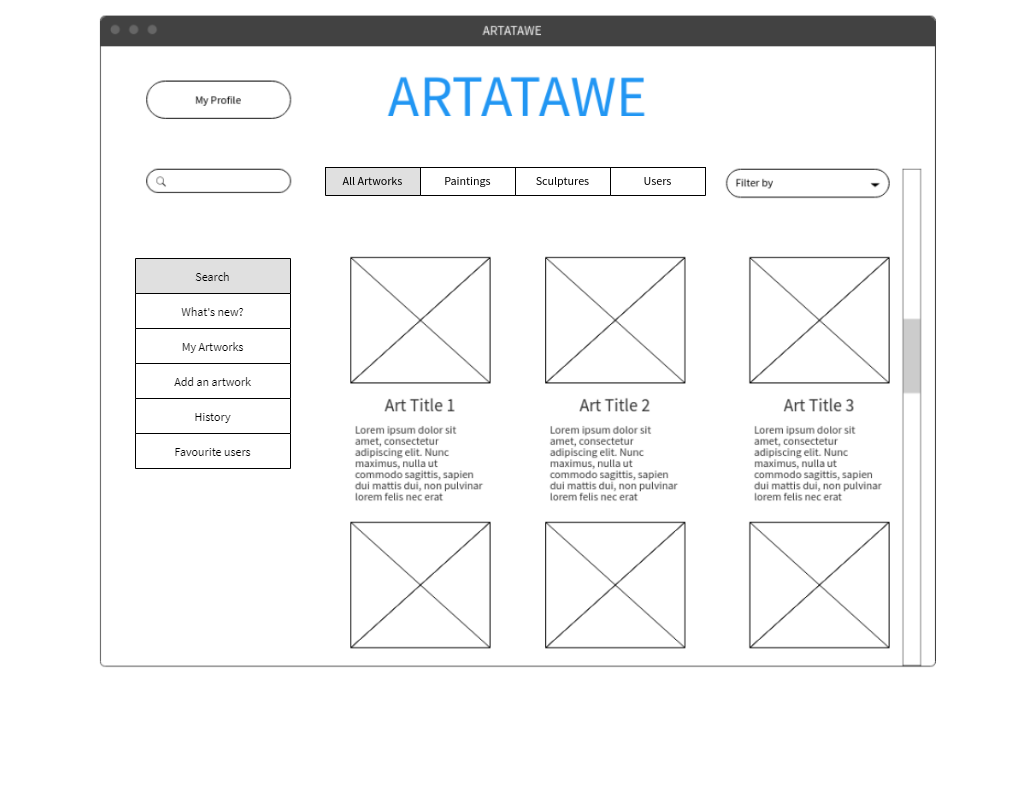 ARTATAWE
My Profile
ARTATAWE
All Artworks
Paintings
Sculptures
Users
Filter by
Search
What's new?
My Artworks
Add an artwork
History
Favourite users
Art Title 1
Lorem ipsum dolor sit
amet, consectetur
adipiscing elit. Nunc
maximus, nulla ut
commodo sagittis, sapien
dui mattis dui, non pulvinar
lorem felis nec erat
Art Title 2
Lorem ipsum dolor sit
amet, consectetur
adipiscing elit. Nunc
maximus, nulla ut
commodo sagittis, sapien
dui mattis dui, non pulvinar
lorem felis nec erat
Art Title 3
Lorem ipsum dolor sit
amet, consectetur
adipiscing elit. Nunc
maximus, nulla ut
commodo sagittis, sapien
dui mattis dui, non pulvinar
lorem felis nec erat